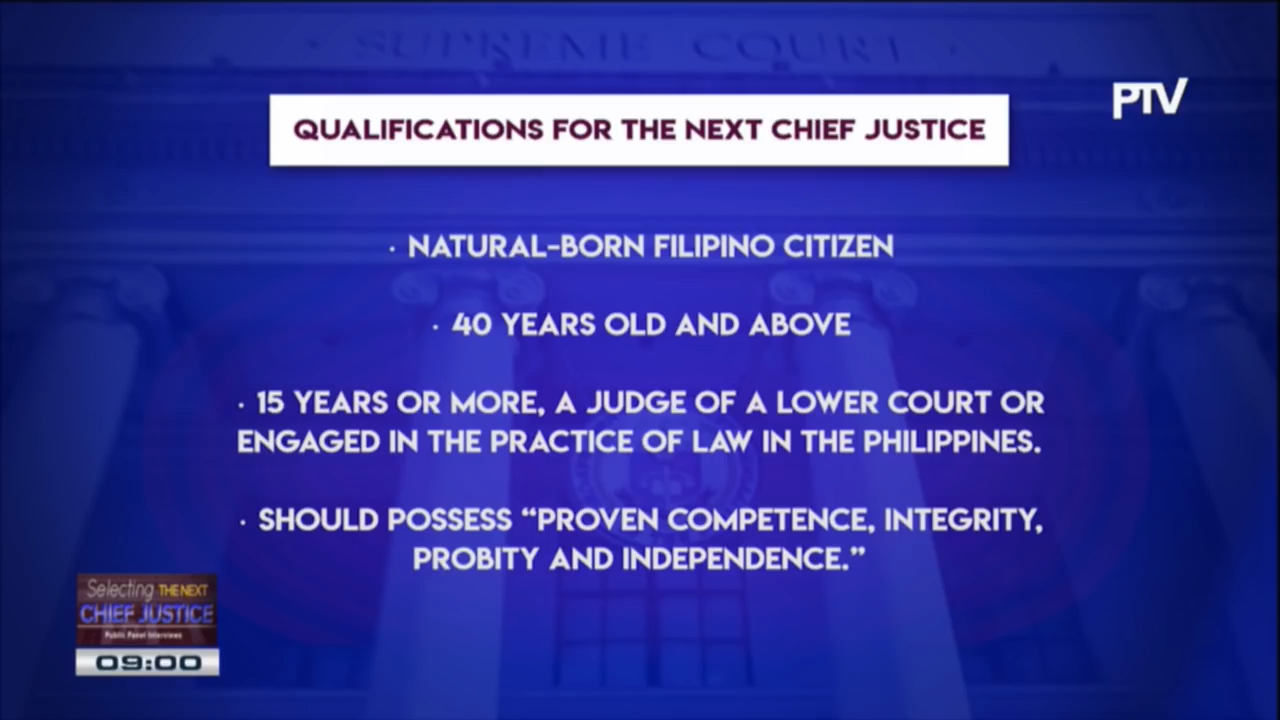 SUPREME COURT
PTV
QUALIFICATIONS FOR THE NEXT CHIEF JUSTICE
· NATURAL-BORN FILIPINO CITIZEN
· 40 YEARS OLD AND ABOVE
· 15 YEARS OR MORE, A JUDGE OF A LOWER COURT OR
ENGAGED IN THE PRACTICE OF LAW IN THE PHILIPPINES.
· SHOULD POSSESS “PROVEN COMPETENCE, INTEGRITY,
PROBITY AND INDEPENDENCE.”
Selecting THE NEXT
CHIEF JUSTICE
Public Panel Interviews
09:00